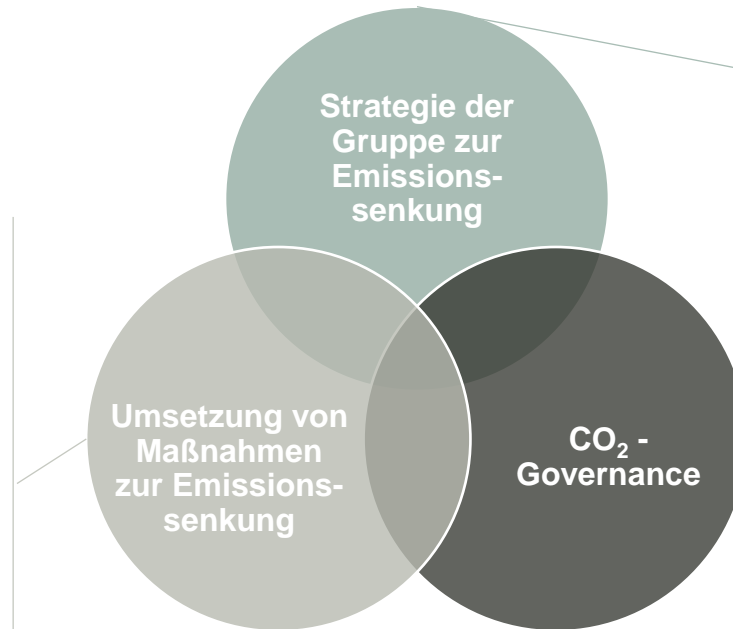 Strategie der
Gruppe zur
Emissions-
senkung
Umsetzung von
Maßnahmen
zur Emissions-
senkung
CO₂ -
Governance